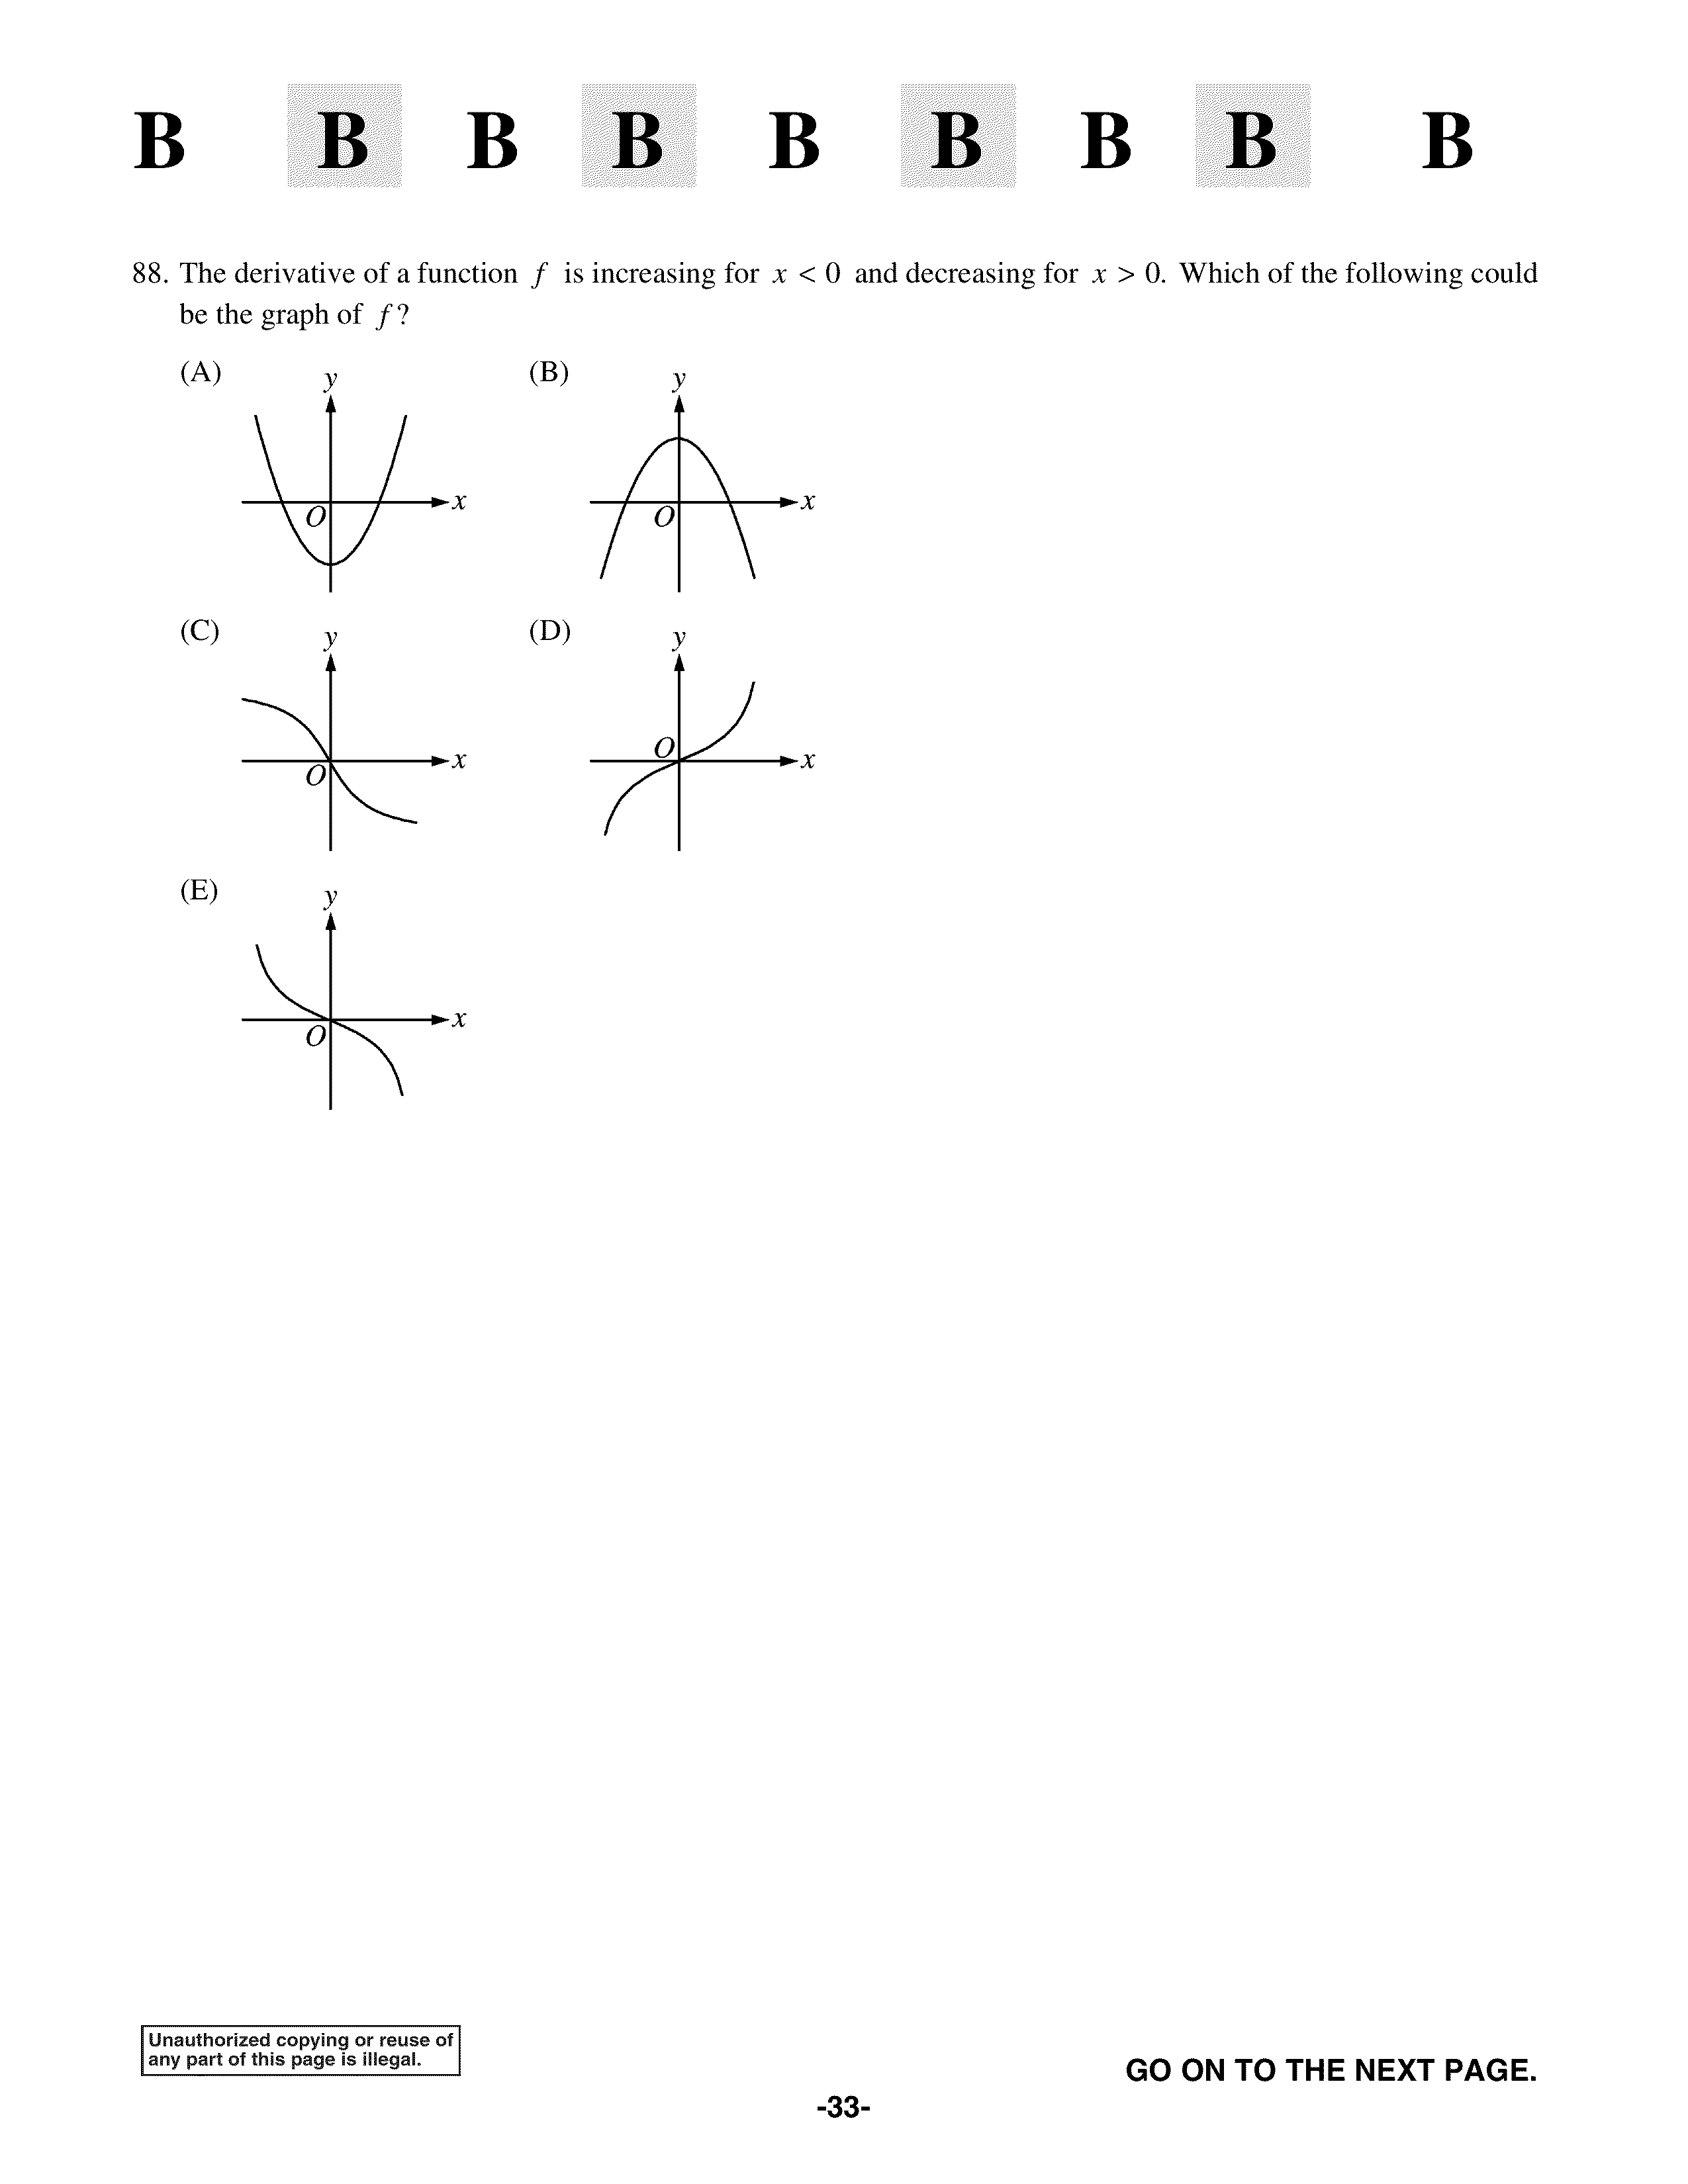 B B B B B B B B B
88. The derivative of a function f is increasing for x < 0 and decreasing for x > 0. Which of the following could
be the graph of f ?
(A) (B)
y y
x x
O O
(C) (D)
y y
O
x x
O
(E)
y
x
O
Unauthorized copying or reuse of
any part of this page is illegal.
GO ON TO THE NEXT PAGE.
-33-